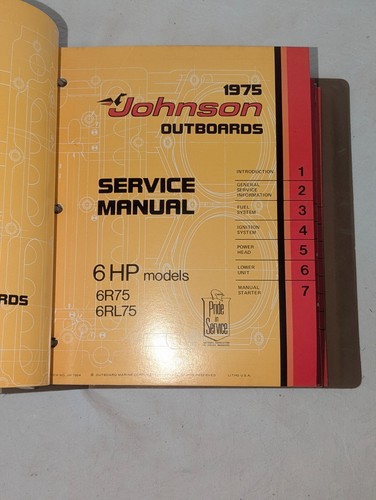 1975
Johnson
OUTBOARDS
SERVICE
MANUAL
6 HP models
6R75
6RL75
INTRODUCTION 1
GENERAL
SERVICE
INFORMATION 2
FUEL
SYSTEM 3
IGNITION
SYSTEM 4
POWER
HEAD 5
LOWER
UNIT 6
MANUAL
STARTER 7
Pride
in
Service
RDS